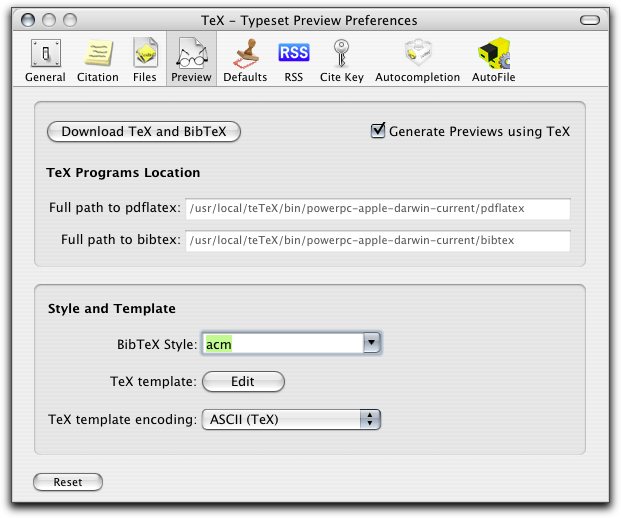 TeX – Typeset Preview Preferences
RSS
General Citation Files Preview Defaults RSS Cite Key Autocompletion AutoFile
Download TeX and BibTeX Generate Previews using TeX
TeX Programs Location
Full path to pdflatex: /usr/local/teTeX/bin/powerpc-apple-darwin-current/pdflatex
Full path to bibtex: /usr/local/teTeX/bin/powerpc-apple-darwin-current/bibtex
Style and Template
BibTeX Style: acm
TeX template: Edit
TeX template encoding: ASCII (TeX)
Reset